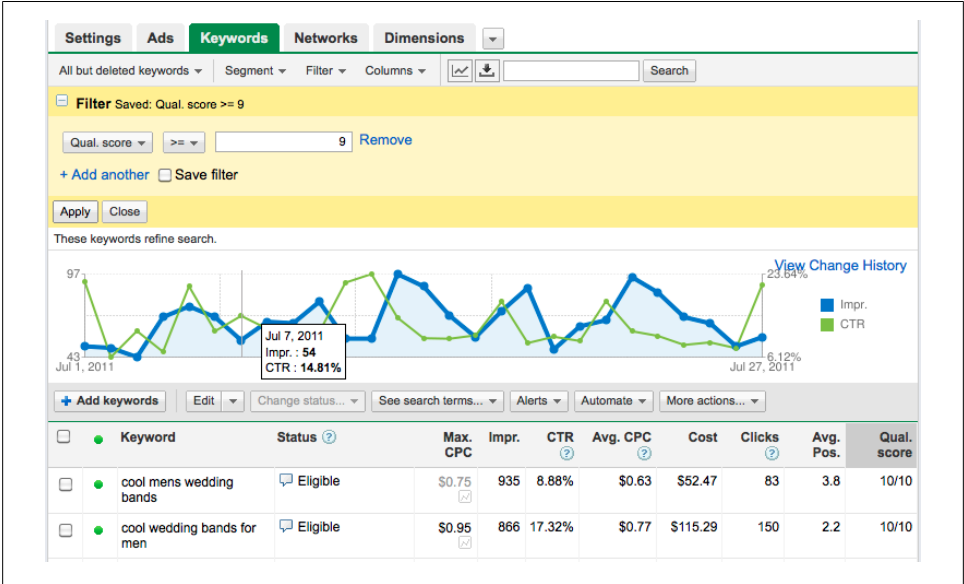 Settings Ads Keywords Networks Dimensions
All but deleted keywords Segment Filter Columns Search
Filter Saved: Qual. score >= 9
Qual. score >= 9 Remove
+ Add another Save filter
Apply Close
These keywords refine search.
View Change History
97 23.64%
Impr.
CTR
Jul 7, 2011
Impr. : 54
CTR : 14.81%
43 6.12%
Jul 1, 2011 Jul 27, 2011
Add keywords Edit Change status... See search terms... Alerts Automate More actions...
Keyword Status ? Max. CPC Impr. CTR ? Avg. CPC ? Cost Clicks ? Avg. Pos. Qual. score
cool mens wedding bands Eligible $0.75 935 8.88% $0.63 $52.47 83 3.8 10/10
cool wedding bands for men Eligible $0.95 866 17.32% $0.77 $115.29 150 2.2 10/10